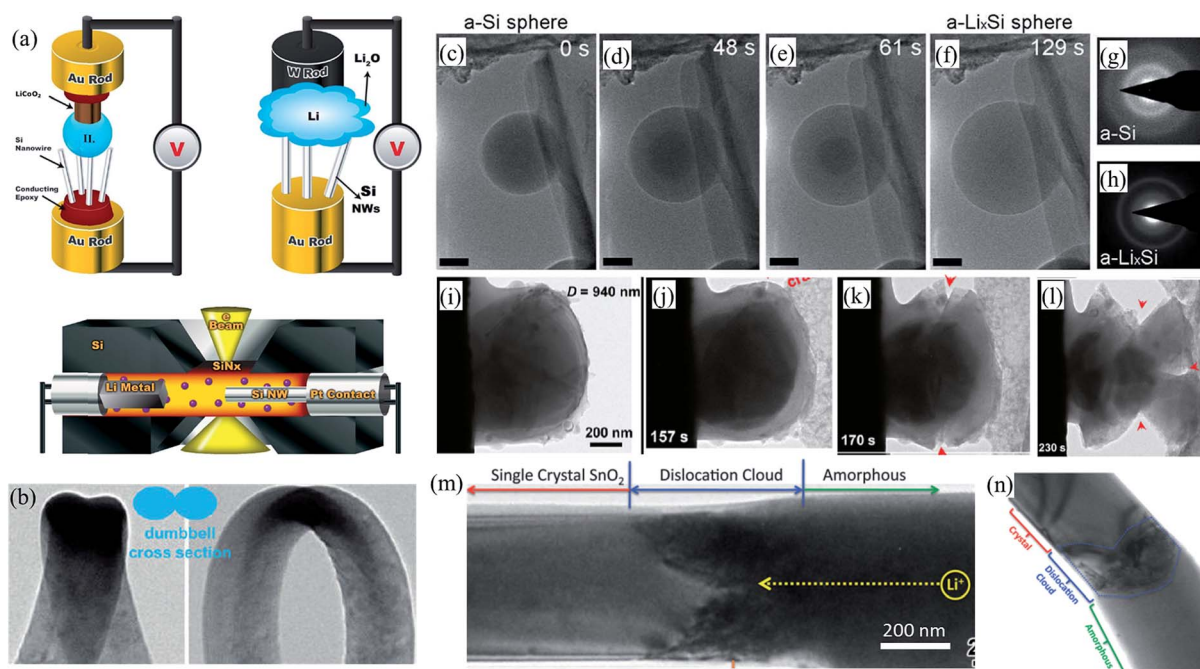 (a)
Au Rod
LiCoO₂
IL
Si
Nanowire
Conducting
Epoxy
Au Rod
V
W Rod
Li₂O
Li
Si
NWs
Au Rod
V
e
Beam
Si
SiNx
Li Metal
Si NW
Pt Contact
(b)
dumbbell
cross section
a-Si sphere
a-LiₓSi sphere
(c)
0 s
(d)
48 s
(e)
61 s
(f)
129 s
(g)
a-Si
(h)
a-LiₓSi
(i)
D = 940 nm
200 nm
(j)
157 s
(k)
170 s
(l)
230 s
(m)
Single Crystal SnO₂
Dislocation Cloud
Amorphous
Li⁺
200 nm
(n)
Crystal
Dislocation
Cloud
Amorphous